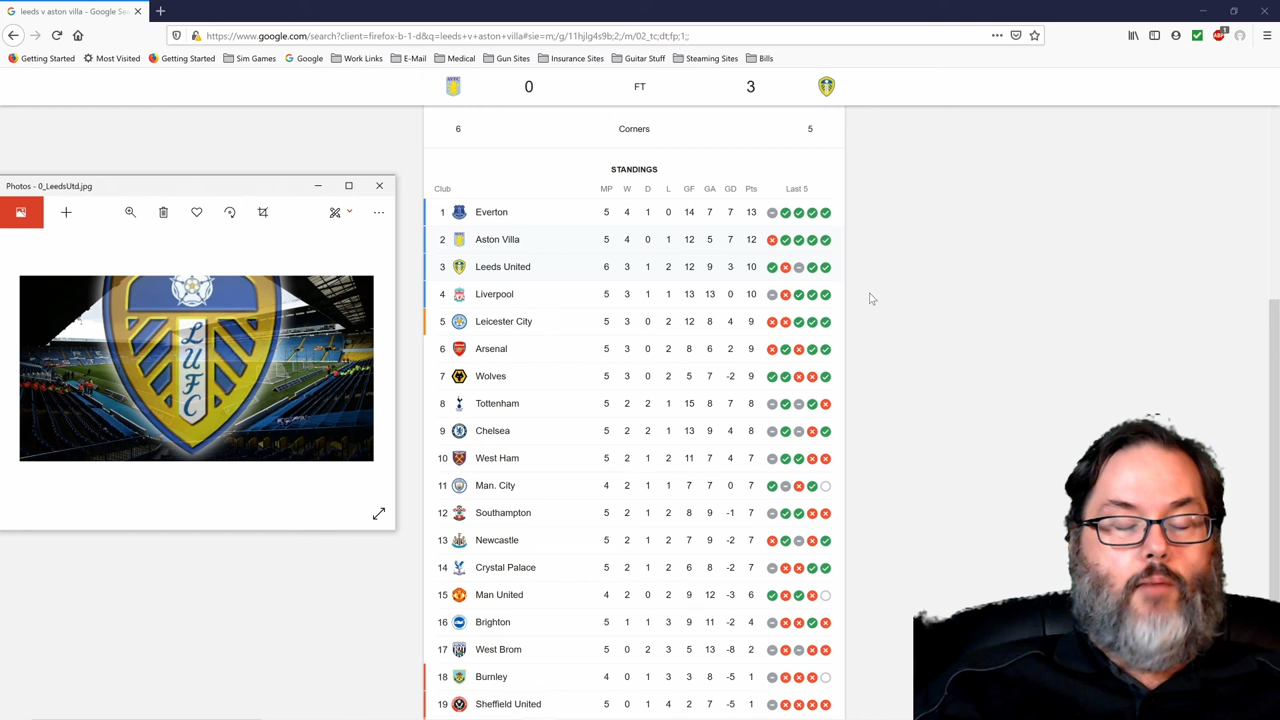 leeds v aston villa - Google Se
https://www.google.com/search?client=firefox-b-1-d&q=leeds+v+aston+villa#sie=m;/g/11hjlg4s9b;2;/m/02_tc;dt;fp;1;;
Getting Started Most Visited Getting Started Sim Games Google Work Links E-Mail Medical Gun Sites Insurance Sites Guitar Stuff Steaming Sites Bills
0 FT 3
6 Corners 5
STANDINGS
Club MP W D L GF GA GD Pts Last 5
1 Everton 5 4 1 0 14 7 7 13
2 Aston Villa 5 4 0 1 12 5 7 12
3 Leeds United 6 3 1 2 12 9 3 10
4 Liverpool 5 3 1 1 13 13 0 10
5 Leicester City 5 3 0 2 12 8 4 9
6 Arsenal 5 3 0 2 8 6 2 9
7 Wolves 5 3 0 2 5 7 -2 9
8 Tottenham 5 2 2 1 15 8 7 8
9 Chelsea 5 2 2 1 13 9 4 8
10 West Ham 5 2 1 2 11 7 4 7
11 Man. City 4 2 1 1 7 7 0 7
12 Southampton 5 2 1 2 8 9 -1 7
13 Newcastle 5 2 1 2 7 9 -2 7
14 Crystal Palace 5 2 1 2 6 8 -2 7
15 Man United 4 2 0 2 9 12 -3 6
16 Brighton 5 1 1 3 9 11 -2 4
17 West Brom 5 0 2 3 5 13 -8 2
18 Burnley 4 0 1 3 3 8 -5 1
19 Sheffield United 5 0 1 4 2 7 -5 1
Photos - 0_LeedsUtd.jpg
L
U
F
C